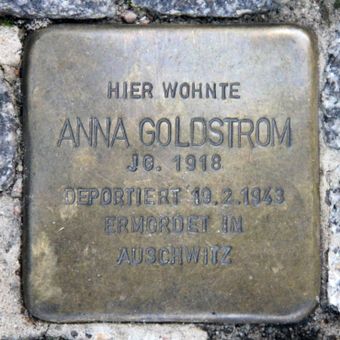 HIER WOHNTE
ANNA GOLDSTROM
JG. 1918
DEPORTIERT 19.2.1943
ERMORDET IN
AUSCHWITZ